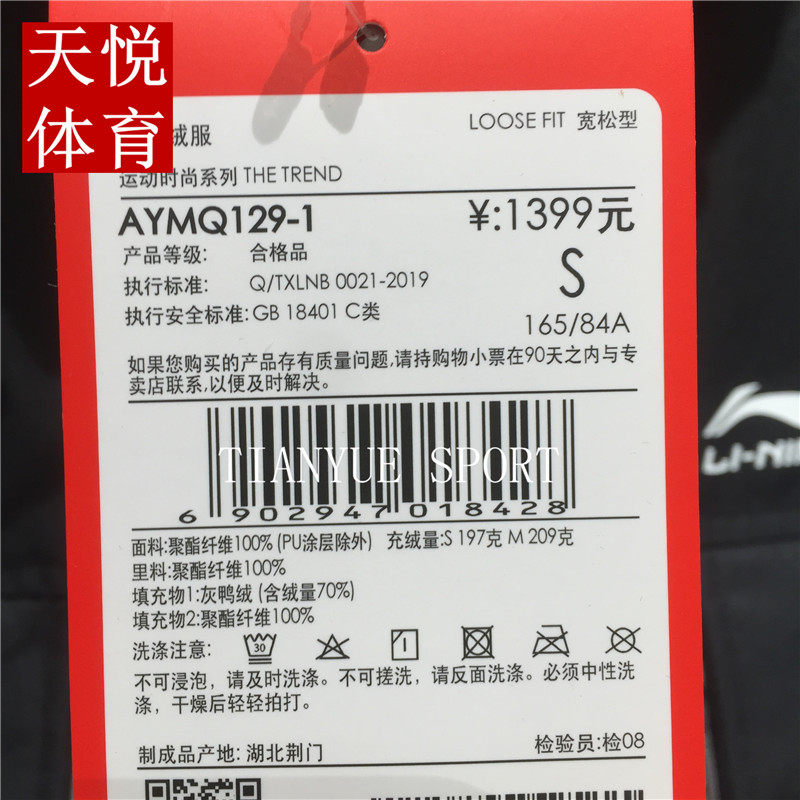 天悦
体育
绒服
LOOSE FIT 宽松型
运动时尚系列 THE TREND
AYMQ129-1
¥:1399元
产品等级: 合格品
执行标准: Q/TXLNB 0021-2019
S
执行安全标准: GB 18401 C类
165/84A
如果您购买的产品存有质量问题,请持购物小票在90天之内与专
卖店联系,以便及时解决。
TIANYUE SPORT
6 902947 018428
面料:聚酯纤维100% (PU涂层除外) 充绒量:S 197克 M 209克
里料:聚酯纤维100%
填充物1:灰鸭绒 (含绒量70%)
填充物2:聚酯纤维100%
洗涤注意: 30
不可浸泡，请及时洗涤。不可搓洗，请反面洗涤。必须中性洗
涤，干燥后轻轻拍打。
制成品产地: 湖北荆门
检验员:检08
LI-NI